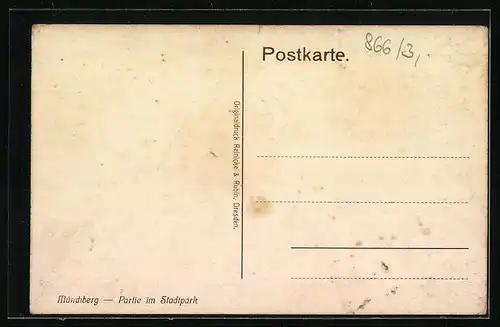 Postkarte.
866/3,
Originaldruck Reinicke & Rubin, Dresden.
Münchberg — Partie im Stadtpark